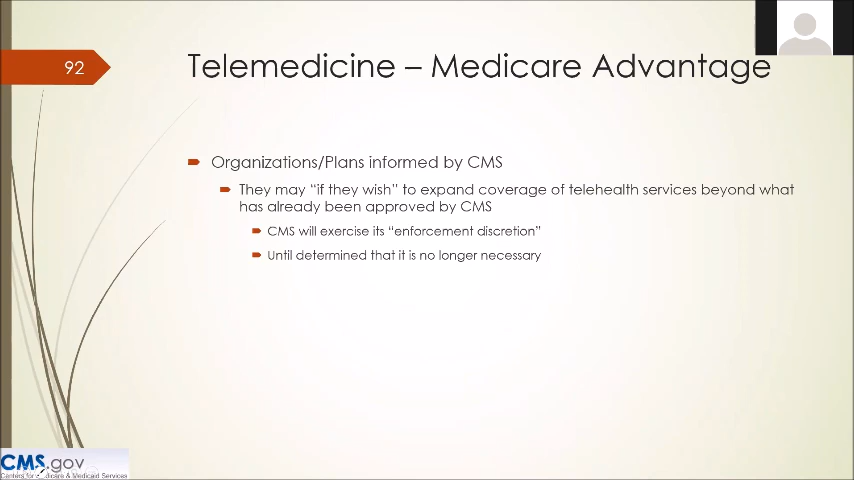 92
Telemedicine – Medicare Advantage
Organizations/Plans informed by CMS
They may “if they wish” to expand coverage of telehealth services beyond what
has already been approved by CMS
CMS will exercise its “enforcement discretion”
Until determined that it is no longer necessary
CMS.gov
Centers for Medicare & Medicaid Services